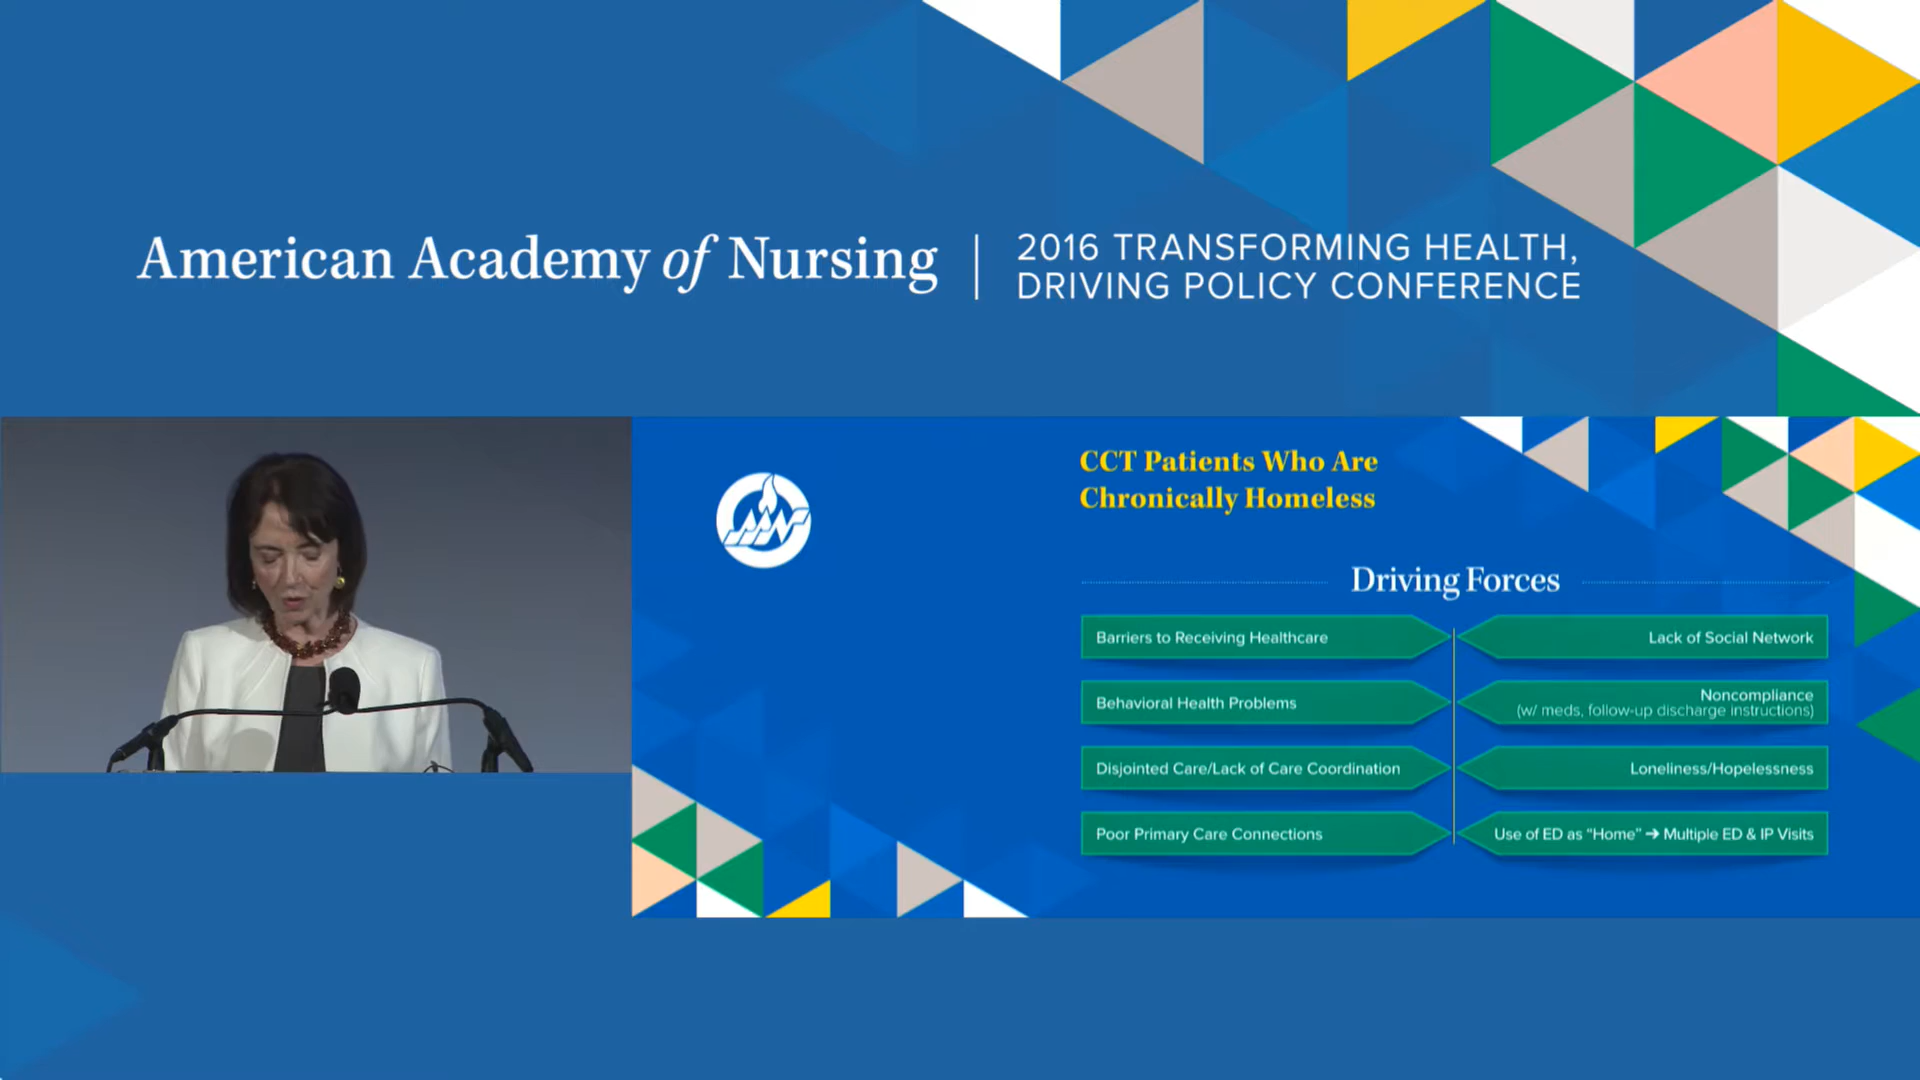 American Academy of Nursing
2016 TRANSFORMING HEALTH,
DRIVING POLICY CONFERENCE
CCT Patients Who Are
Chronically Homeless
Driving Forces
Barriers to Receiving Healthcare
Lack of Social Network
Behavioral Health Problems
Noncompliance
(w/ meds, follow-up discharge instructions)
Disjointed Care/Lack of Care Coordination
Loneliness/Hopelessness
Poor Primary Care Connections
Use of ED as “Home” → Multiple ED & IP Visits